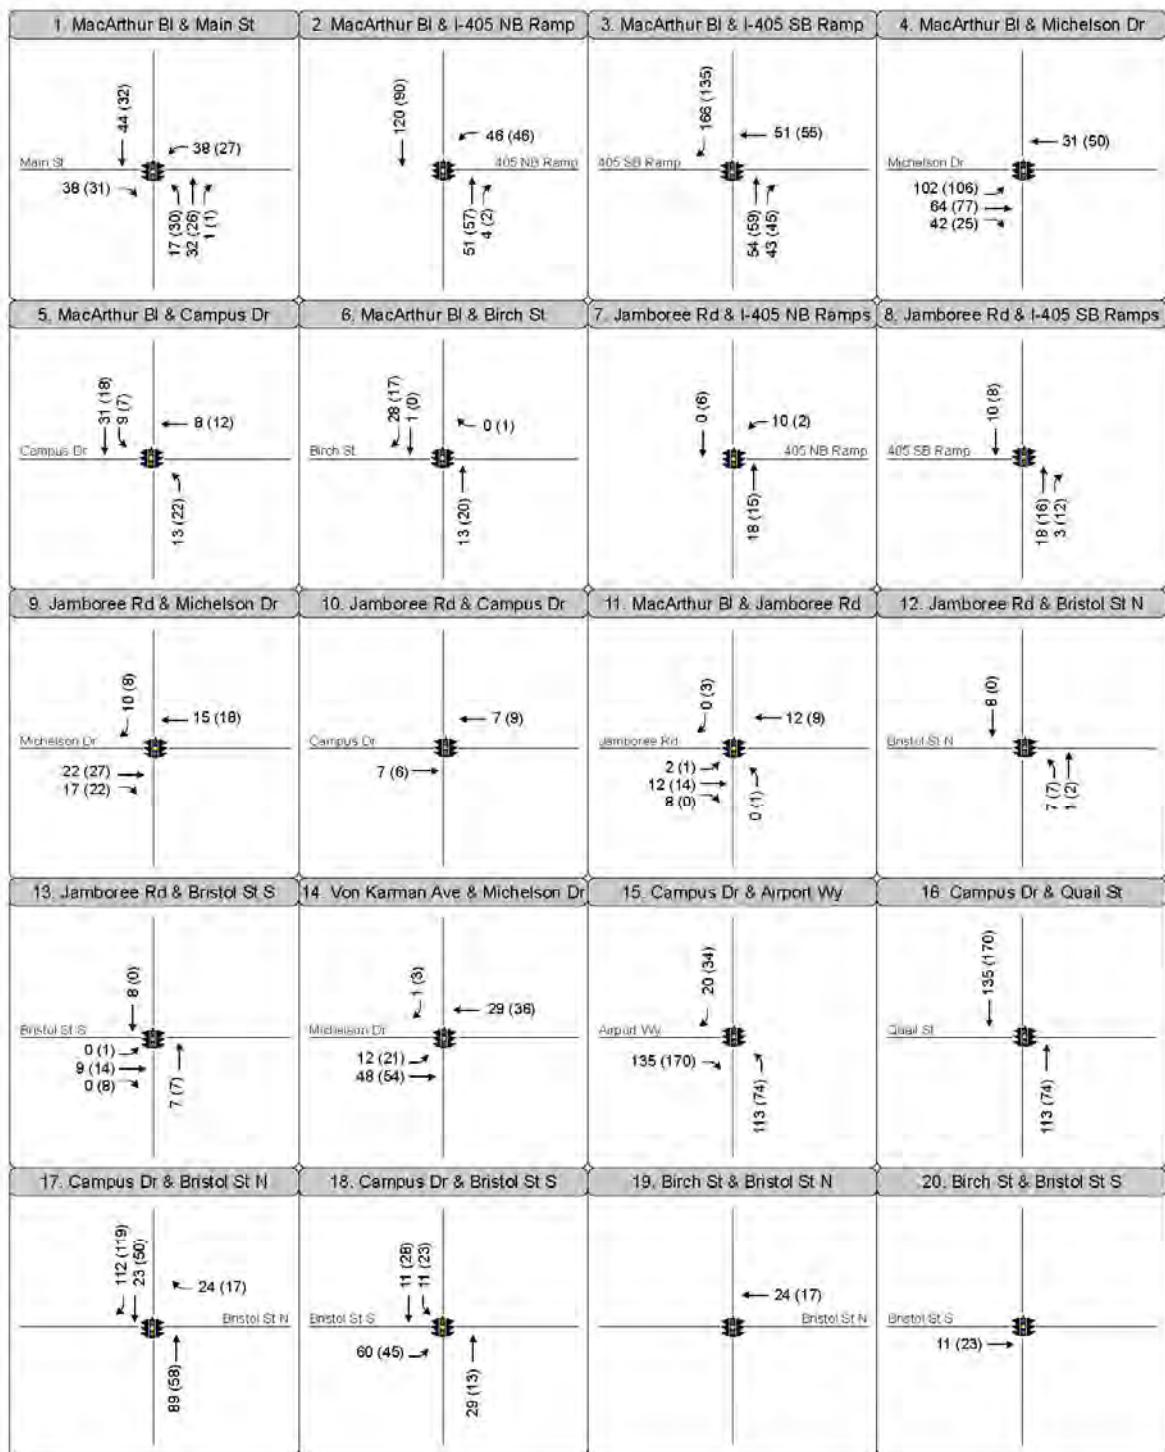 1. MacArthur Bl & Main St
44 (32)
38 (27)
Main St
38 (31)
17 (30)
32 (26)
1 (1)
2. MacArthur Bl & I-405 NB Ramp
120 (90)
46 (46)
405 NB Ramp
51 (57)
4 (2)
3. MacArthur Bl & I-405 SB Ramp
166 (135)
51 (55)
405 SB Ramp
54 (59)
43 (45)
4. MacArthur Bl & Michelson Dr
31 (50)
Michelson Dr
102 (106)
64 (77)
42 (25)
5. MacArthur Bl & Campus Dr
31 (18)
9 (7)
8 (12)
Campus Dr
13 (22)
6. MacArthur Bl & Birch St
28 (17)
1 (0)
0 (1)
Birch St
13 (20)
7. Jamboree Rd & I-405 NB Ramps
0 (6)
10 (2)
405 NB Ramp
18 (15)
8. Jamboree Rd & I-405 SB Ramps
10 (8)
405 SB Ramp
18 (16)
3 (12)
9. Jamboree Rd & Michelson Dr
10 (8)
15 (18)
Michelson Dr
22 (27)
17 (22)
10. Jamboree Rd & Campus Dr
7 (9)
Campus Dr
7 (6)
11. MacArthur Bl & Jamboree Rd
0 (3)
12 (9)
Jamboree Rd
2 (1)
12 (14)
8 (0)
0 (1)
12. Jamboree Rd & Bristol St N
8 (0)
Bristol St N
7 (7)
1 (2)
13. Jamboree Rd & Bristol St S
8 (0)
Bristol St S
0 (1)
9 (14)
0 (8)
7 (7)
14. Von Karman Ave & Michelson Dr
1 (3)
29 (36)
Michelson Dr
12 (21)
48 (54)
15. Campus Dr & Airport Wy
20 (34)
Airport Wy
135 (170)
113 (74)
16. Campus Dr & Quail St
135 (170)
Quail St
113 (74)
17. Campus Dr & Bristol St N
112 (119)
23 (50)
24 (17)
Bristol St N
89 (58)
18. Campus Dr & Bristol St S
11 (28)
11 (23)
Bristol St S
60 (45)
29 (13)
19. Birch St & Bristol St N
24 (17)
Bristol St N
20. Birch St & Bristol St S
Bristol St S
11 (23)